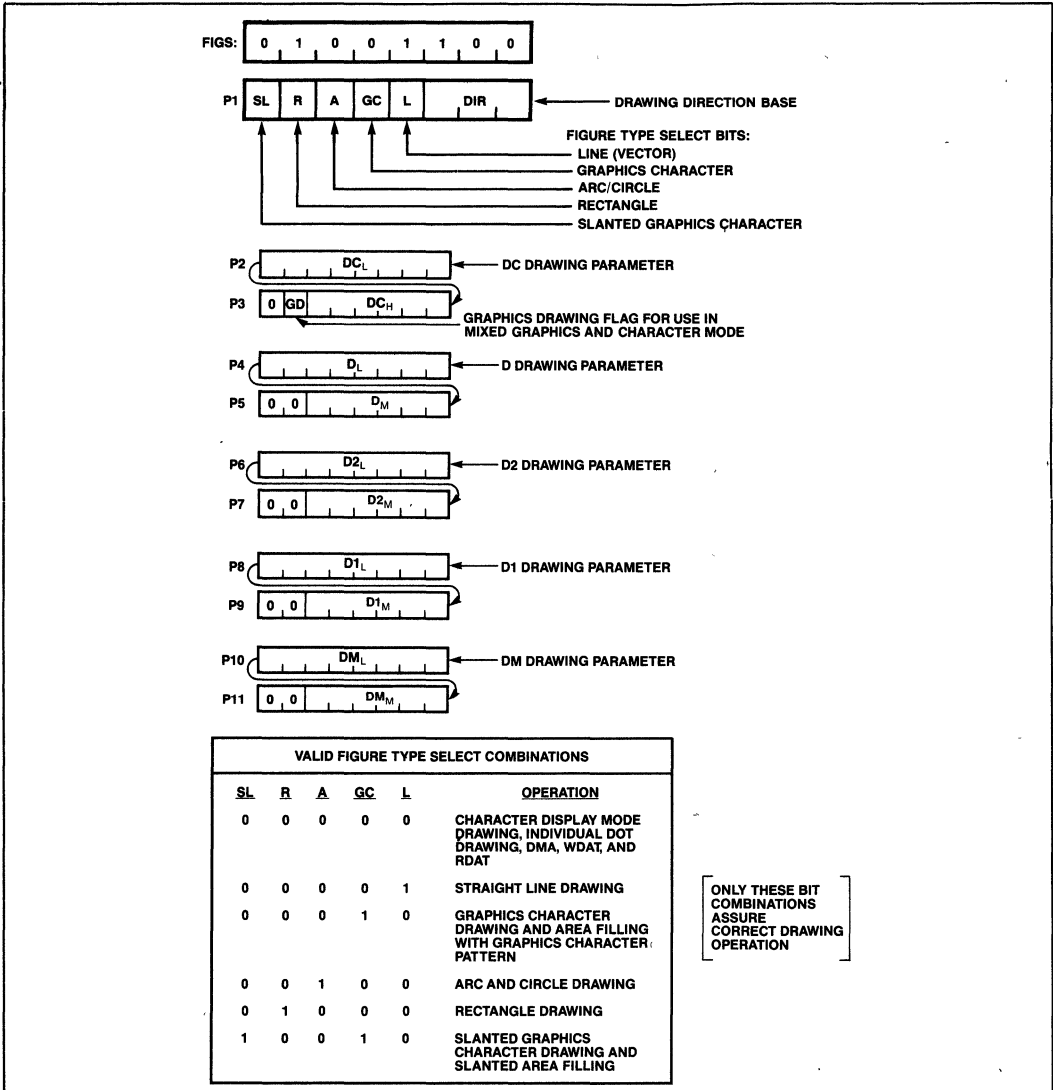 FIGS: 0 1 0 0 1 1 0 0
P1 SL R A GC L DIR DRAWING DIRECTION BASE
FIGURE TYPE SELECT BITS:
LINE (VECTOR)
GRAPHICS CHARACTER
ARC/CIRCLE
RECTANGLE
SLANTED GRAPHICS CHARACTER
P2 DCL DC DRAWING PARAMETER
P3 0 GD DCH
GRAPHICS DRAWING FLAG FOR USE IN
MIXED GRAPHICS AND CHARACTER MODE
P4 DL D DRAWING PARAMETER
P5 0 0 DM
P6 D2L D2 DRAWING PARAMETER
P7 0 0 D2M
P8 D1L D1 DRAWING PARAMETER
P9 0 0 D1M
P10 DML DM DRAWING PARAMETER
P11 0 0 DMM
VALID FIGURE TYPE SELECT COMBINATIONS
SL R A GC L OPERATION
0 0 0 0 0 CHARACTER DISPLAY MODE
DRAWING, INDIVIDUAL DOT
DRAWING, DMA, WDAT, AND
RDAT
0 0 0 0 1 STRAIGHT LINE DRAWING
0 0 0 1 0 GRAPHICS CHARACTER
DRAWING AND AREA FILLING
WITH GRAPHICS CHARACTER
PATTERN
0 0 1 0 0 ARC AND CIRCLE DRAWING
0 1 0 0 0 RECTANGLE DRAWING
1 0 0 1 0 SLANTED GRAPHICS
CHARACTER DRAWING AND
SLANTED AREA FILLING
ONLY THESE BIT
COMBINATIONS
ASSURE
CORRECT DRAWING
OPERATION